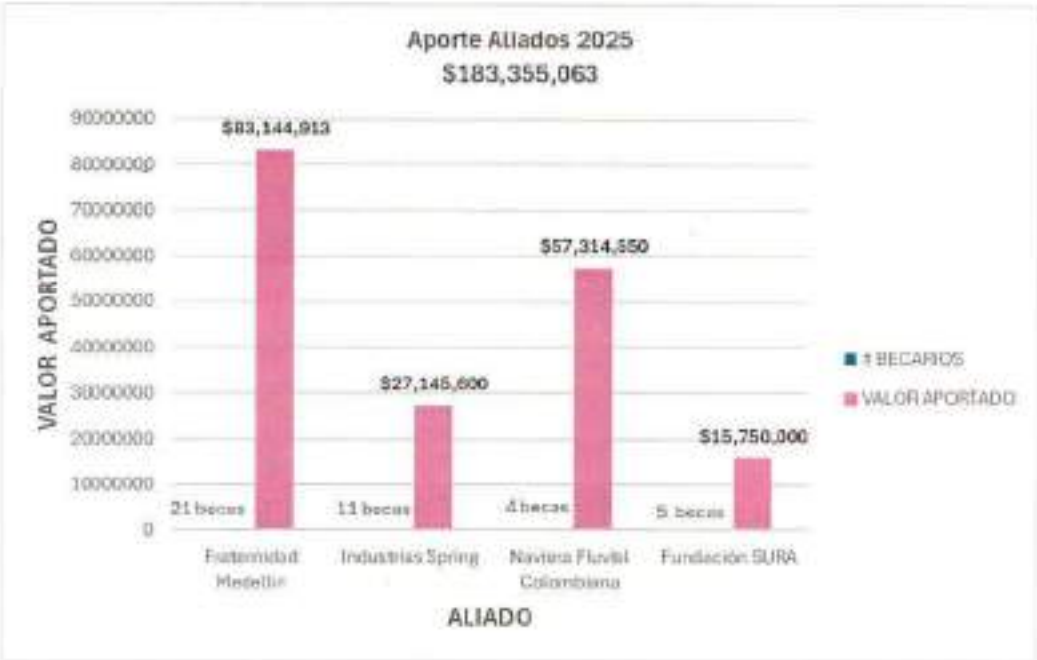 Aporte Aliados 2025
$183,355,063
VALOR APORTADO
90000000
80000000
70000000
60000000
50000000
40000000
30000000
20000000
10000000
0
$83,144,913
$27,145,600
$57,314,550
$15,750,000
21 becas
11 becas
4 becas
5 becas
Fraternidad
Medellín
Industrias Spring
Naviera Fluvial
Colombiana
Fundación SURA
ALIADO
# BECARIOS
VALOR APORTADO